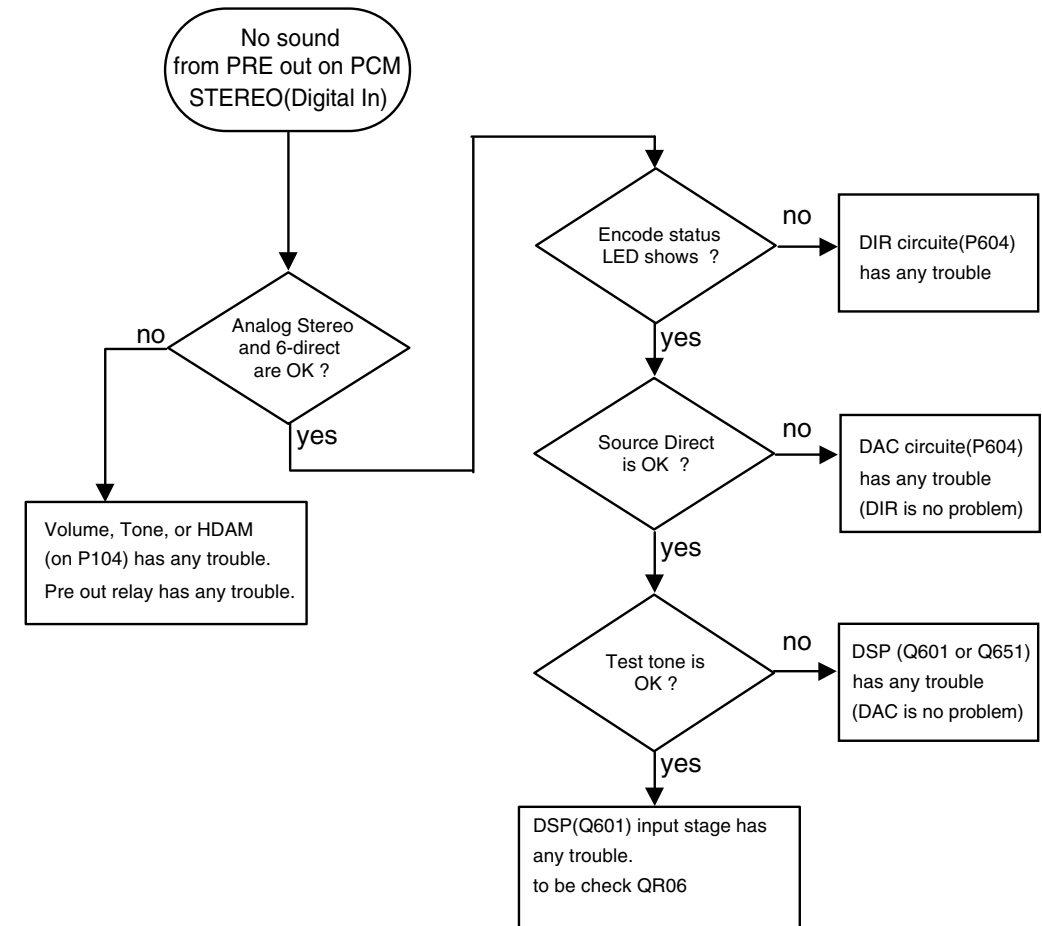 No sound
from PRE out on PCM
STEREO(Digital In)
Analog Stereo
and 6-direct
are OK ?
no
yes
Volume, Tone, or HDAM
(on P104) has any trouble.
Pre out relay has any trouble.
Encode status
LED shows ?
no
DIR circuite(P604)
has any trouble
yes
Source Direct
is OK ?
no
DAC circuite(P604)
has any trouble
(DIR is no problem)
yes
Test tone is
OK ?
no
DSP (Q601 or Q651)
has any trouble
(DAC is no problem)
yes
DSP(Q601) input stage has
any trouble.
to be check QR06